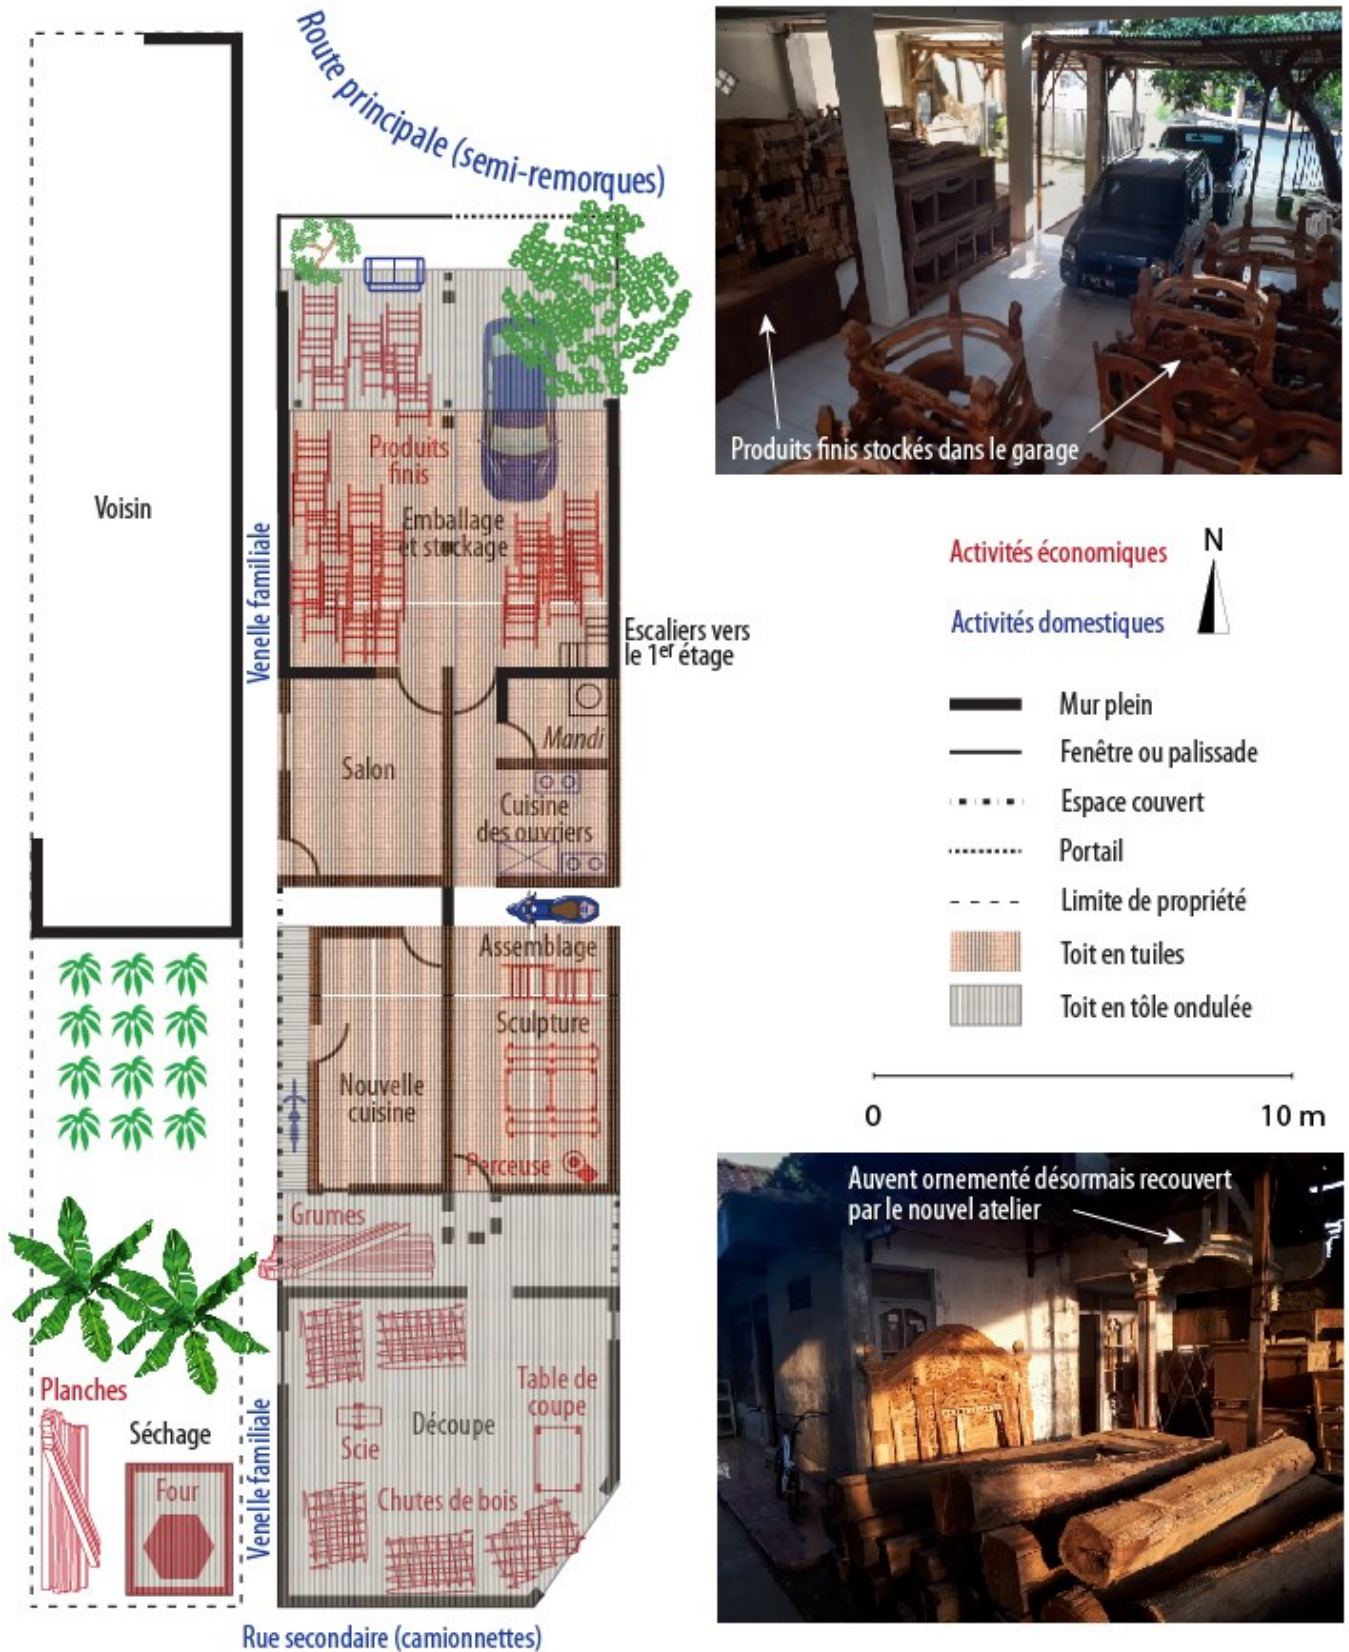 Route principale (semi-remorques)
Voisin
Venelle familiale
Produits
finis
Emballage
et stockage
Escaliers vers
le 1er étage
Salon
Mandi
Cuisine
des ouvriers
Assemblage
Sculpture
Nouvelle
cuisine
Perceuse
Grumes
Planches
Séchage
Four
Venelle familiale
Table de
coupe
Découpe
Scie
Chutes de bois
Rue secondaire (camionnettes)
Produits finis stockés dans le garage
Activités économiques
N
Activités domestiques
Mur plein
Fenêtre ou palissade
Espace couvert
Portail
Limite de propriété
Toit en tuiles
Toit en tôle ondulée
0 10 m
Auvent ornementé désormais recouvert
par le nouvel atelier